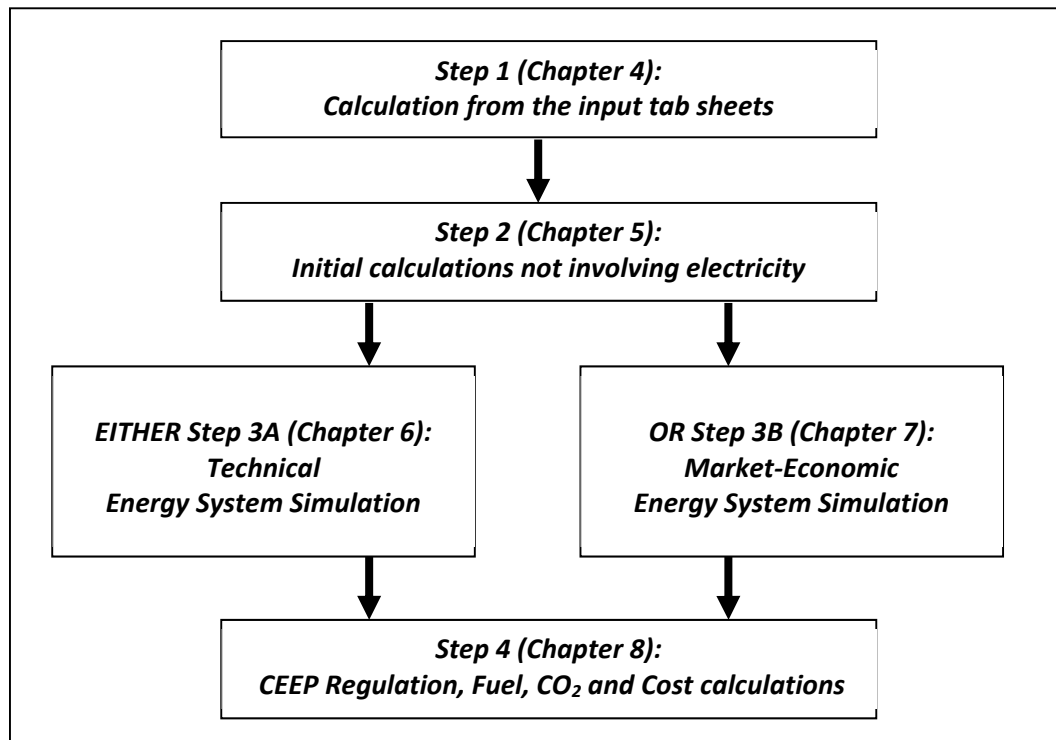 Step 1 (Chapter 4):
Calculation from the input tab sheets
Step 2 (Chapter 5):
Initial calculations not involving electricity
EITHER Step 3A (Chapter 6):
Technical
Energy System Simulation
OR Step 3B (Chapter 7):
Market-Economic
Energy System Simulation
Step 4 (Chapter 8):
CEEP Regulation, Fuel, CO₂ and Cost calculations